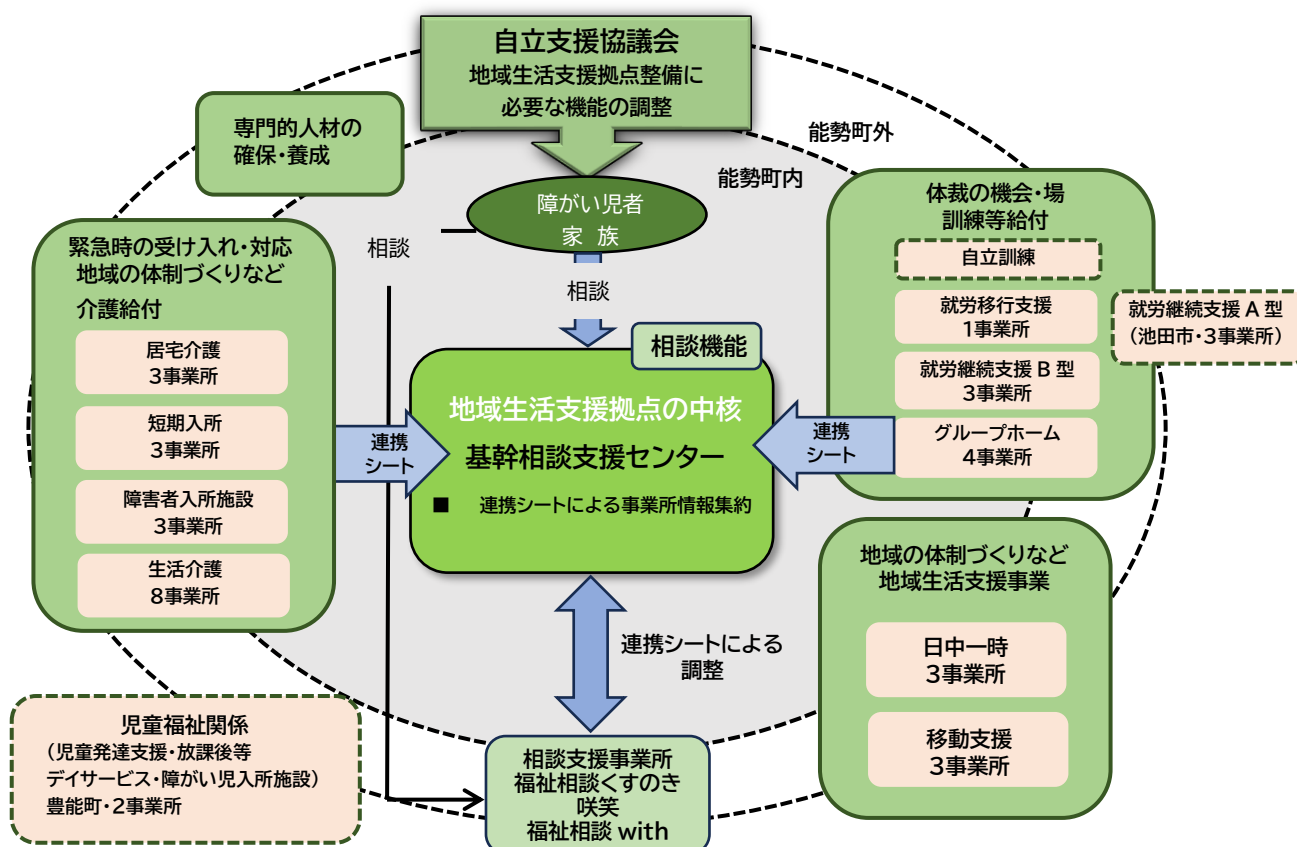 自立支援協議会
地域生活支援拠点整備に
必要な機能の調整
専門的人材の
確保・養成
能勢町外
能勢町内
障がい児者
家 族
相談
相談
緊急時の受け入れ・対応
地域の体制づくりなど
介護給付
居宅介護
3事業所
短期入所
3事業所
障害者入所施設
3事業所
生活介護
8事業所
連携
シート
相談機能
地域生活支援拠点の中核
基幹相談支援センター
■ 連携シートによる事業所情報集約
連携
シート
体裁の機会・場
訓練等給付
自立訓練
就労移行支援
1事業所
就労継続支援 B 型
3事業所
グループホーム
4事業所
就労継続支援 A 型
（池田市・3事業所）
地域の体制づくりなど
地域生活支援事業
日中一時
3事業所
移動支援
3事業所
連携シートによる
調整
児童福祉関係
（児童発達支援・放課後等
デイサービス・障がい児入所施設）
豊能町・2事業所
相談支援事業所
福祉相談くすのき
咲笑
福祉相談 with